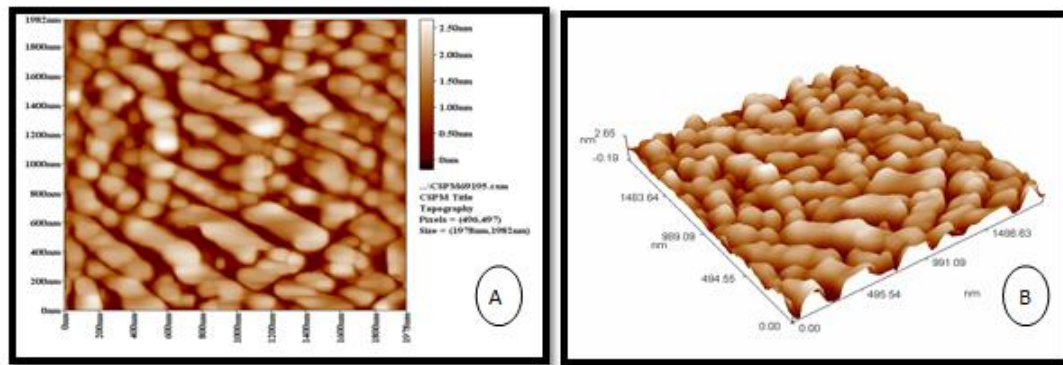 1982nm
1800nm
1600nm
1400nm
1200nm
1000nm
800nm
600nm
400nm
200nm
0nm
0nm
200nm
400nm
600nm
800nm
1000nm
1200nm
1400nm
1600nm
1800nm
1978nm
2.50nm
2.00nm
1.50nm
1.00nm
0.50nm
0nm
CSPM Title
Topography
Pixels = (496,497)
Size = (1978nm,1982nm)
A
2.65
nm
-0.19
1483.64
989.09
nm
494.55
0.00
0.00
495.54
991.09
1486.63
nm
B